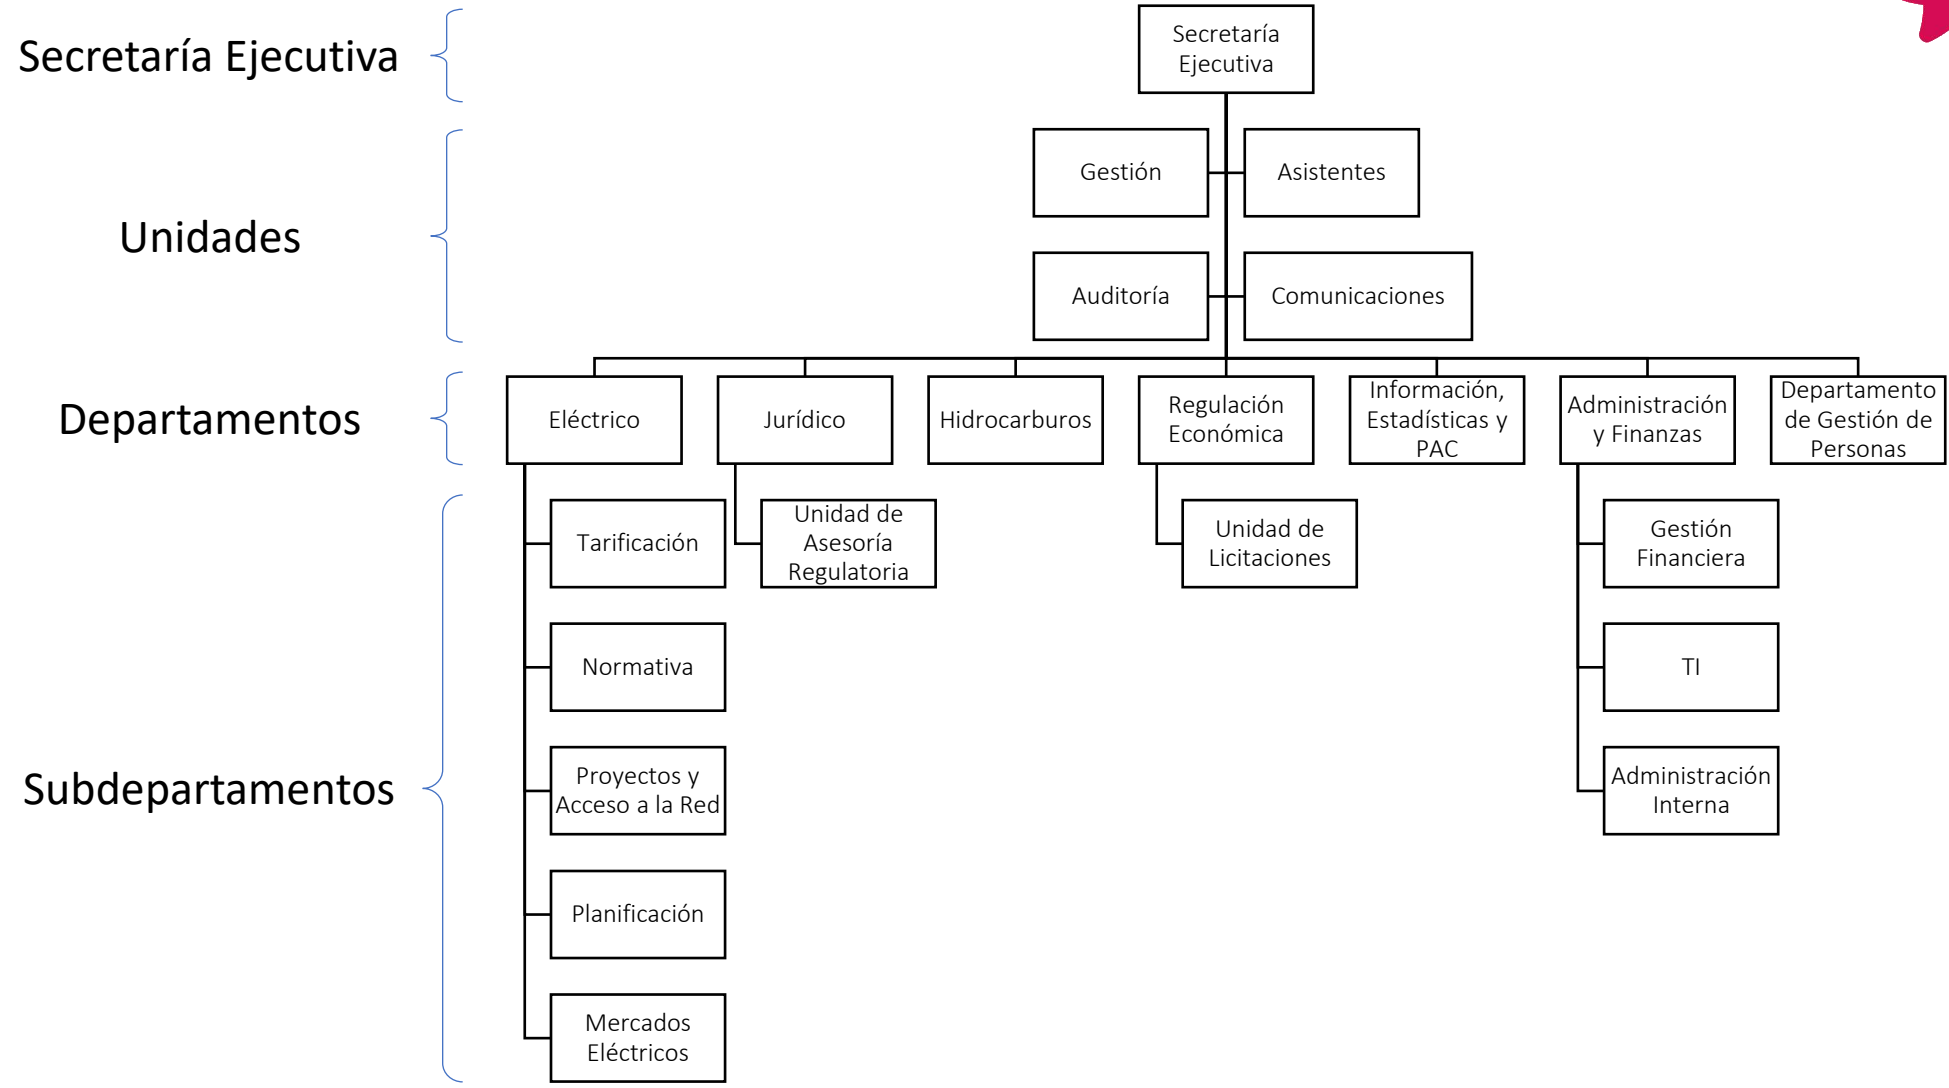 Secretaría Ejecutiva
Secretaría
Ejecutiva
Unidades
Gestión
Asistentes
Auditoría
Comunicaciones
Departamentos
Eléctrico
Jurídico
Hidrocarburos
Regulación
Económica
Información,
Estadísticas y
PAC
Administración
y Finanzas
Departamento
de Gestión de
Personas
Subdepartamentos
Tarificación
Normativa
Proyectos y
Acceso a la Red
Planificación
Mercados
Eléctricos
Unidad de
Asesoría
Regulatoria
Unidad de
Licitaciones
Gestión
Financiera
TI
Administración
Interna